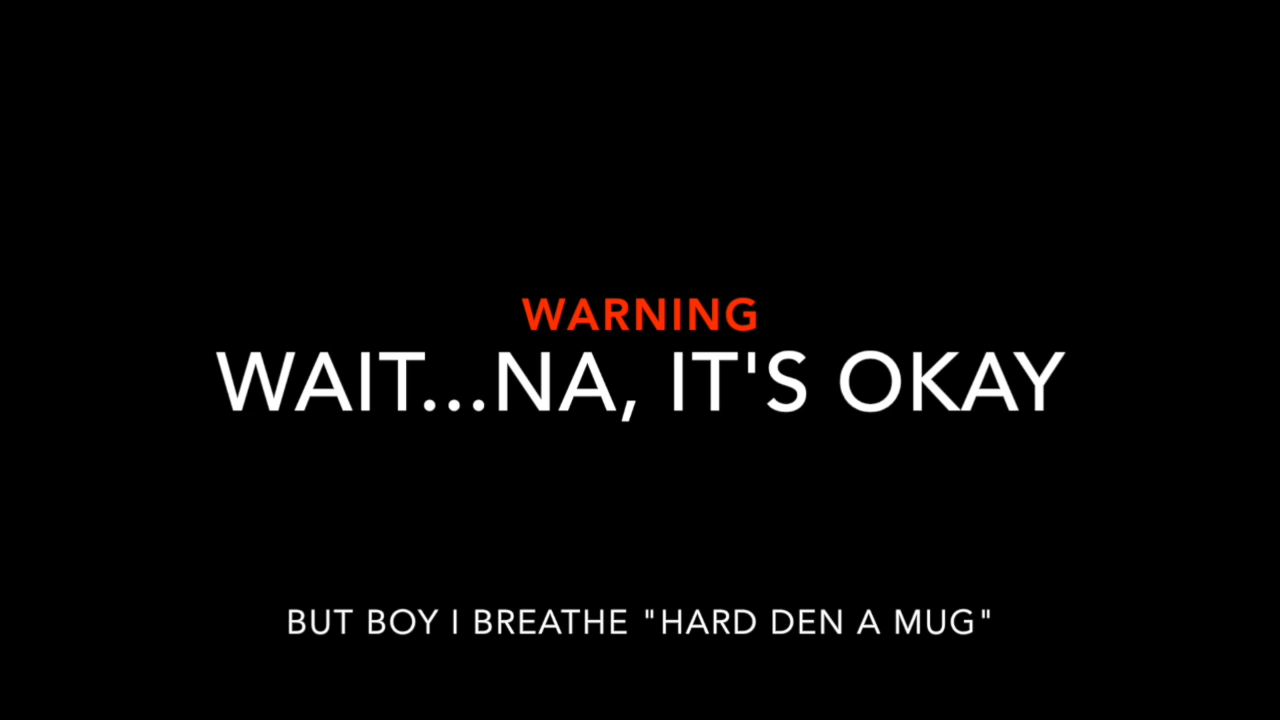 WARNING
WAIT...NA, IT'S OKAY
BUT BOY I BREATHE "HARD DEN A MUG"